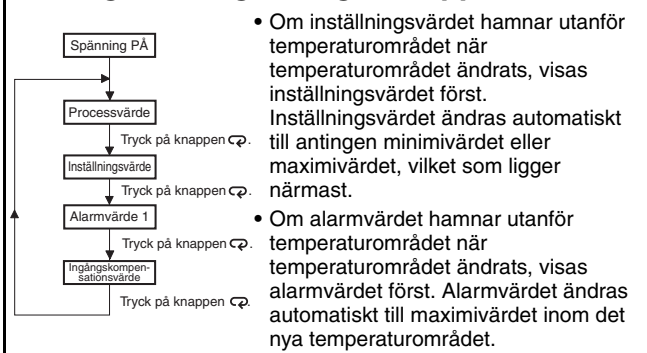 Spänning PÅ
Processvärde
Tryck på knappen
Inställningsvärde
Tryck på knappen
Alarmvärde 1
Tryck på knappen
Ingångskompen-
sationsvärde
Tryck på knappen
• Om inställningsvärdet hamnar utanför
temperaturområdet när
temperaturområdet ändrats, visas
inställningsvärdet först.
Inställningsvärdet ändras automatiskt
till antingen minimivärdet eller
maximivärdet, vilket som ligger
närmast.
• Om alarmvärdet hamnar utanför
temperaturområdet när
temperaturområdet ändrats, visas
alarmvärdet först. Alarmvärdet ändras
automatiskt till maximivärdet inom det
nya temperaturområdet.